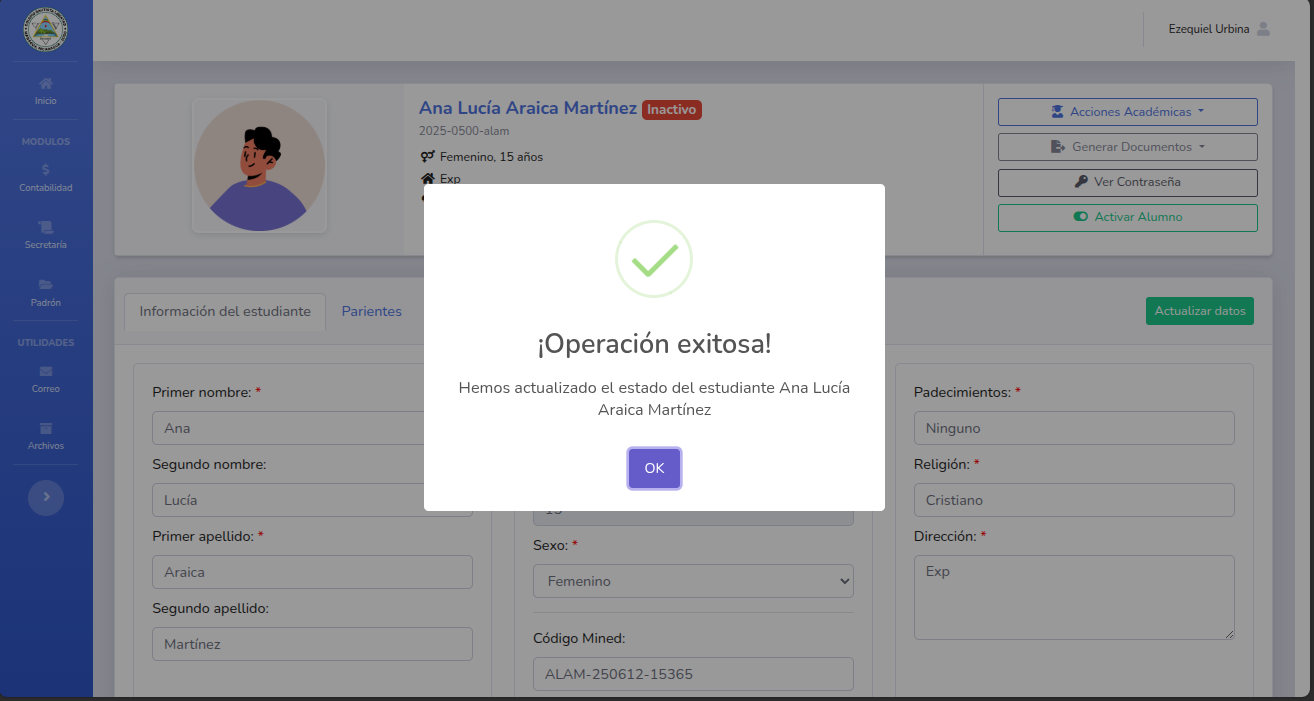 Ezequiel Urbina
Inicio
MODULOS
Contabilidad
Secretaría
Padrón
UTILIDADES
Correo
Archivos
Ana Lucía Araica Martínez Inactivo
2025-0500-alam
Femenino, 15 años
Exp
Acciones Académicas
Generar Documentos
Ver Contraseña
Activar Alumno
Información del estudiante
Parientes
Actualizar datos
¡Operación exitosa!
Hemos actualizado el estado del estudiante Ana Lucía
Araica Martínez
OK
Primer nombre: *
Ana
Segundo nombre:
Lucía
Primer apellido: *
Araica
Segundo apellido:
Martínez
Sexo: *
Femenino
Código Mined:
ALAM-250612-15365
Padecimientos: *
Ninguno
Religión: *
Cristiano
Dirección: *
Exp